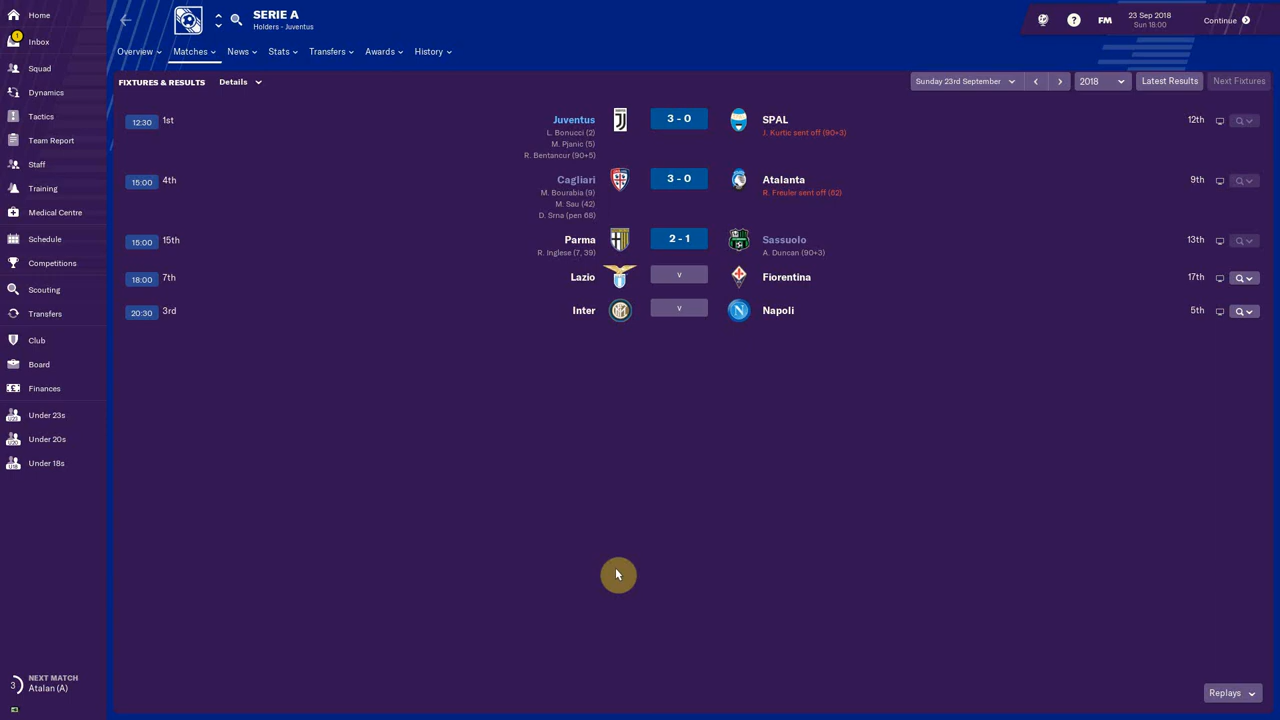 Home
1
Inbox
Squad
Dynamics
Tactics
Team Report
Staff
Training
Medical Centre
Schedule
Competitions
Scouting
Transfers
Club
Board
Finances
Under 23s
Under 20s
Under 18s
3
NEXT MATCH
Atalan (A)
SERIE A
Holders - Juventus
? FM
23 Sep 2018
Sun 18:00
Continue
Overview Matches News Stats Transfers Awards History
FIXTURES & RESULTS Details Sunday 23rd September 2018 Latest Results Next Fixtures
12:30 1st Juventus 3 - 0 SPAL 12th
L. Bonucci (2) J. Kurtic sent off (90+3)
M. Pjanic (5)
R. Bentancur (90+5)
15:00 4th Cagliari 3 - 0 Atalanta 9th
M. Bourabia (9) R. Freuler sent off (62)
M. Sau (42)
D. Srna (pen 68)
15:00 15th Parma 2 - 1 Sassuolo 13th
R. Inglese (7, 39) A. Duncan (90+3)
18:00 7th Lazio v Fiorentina 17th
20:30 3rd Inter v Napoli 5th
Replays